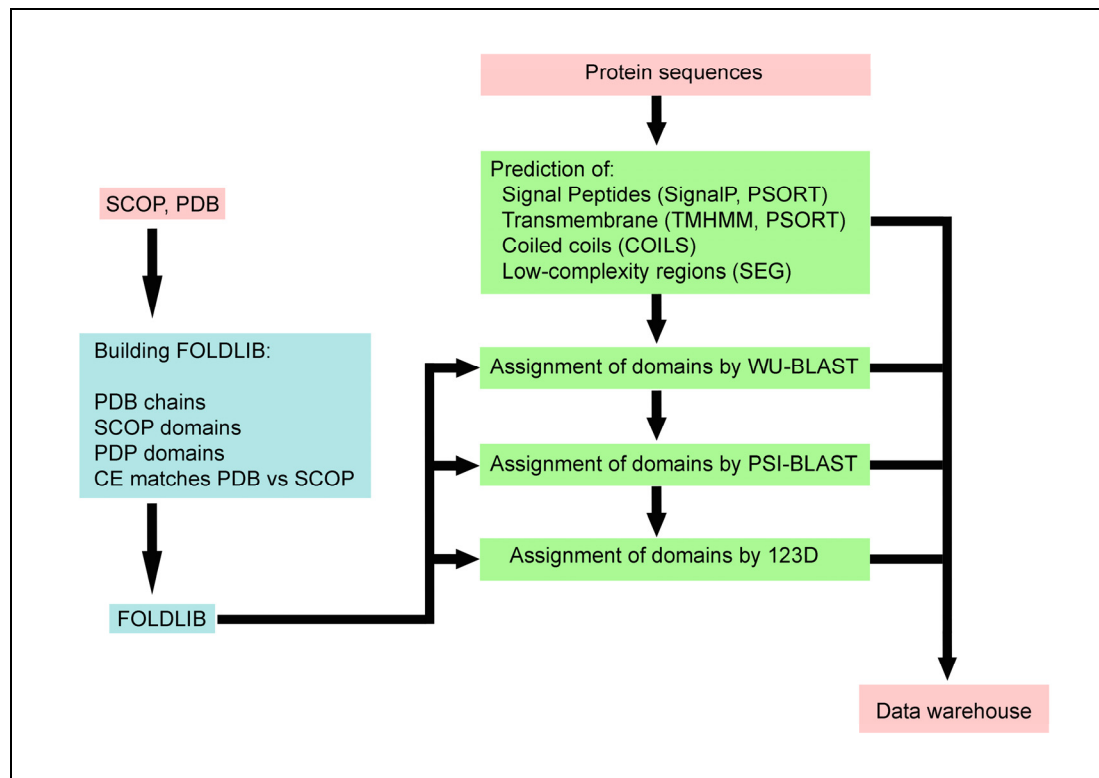 Protein sequences
Prediction of:
Signal Peptides (SignalP, PSORT)
Transmembrane (TMHMM, PSORT)
Coiled coils (COILS)
Low-complexity regions (SEG)
SCOP, PDB
Building FOLDLIB:
PDB chains
SCOP domains
PDP domains
CE matches PDB vs SCOP
FOLDLIB
Assignment of domains by WU-BLAST
Assignment of domains by PSI-BLAST
Assignment of domains by 123D
Data warehouse